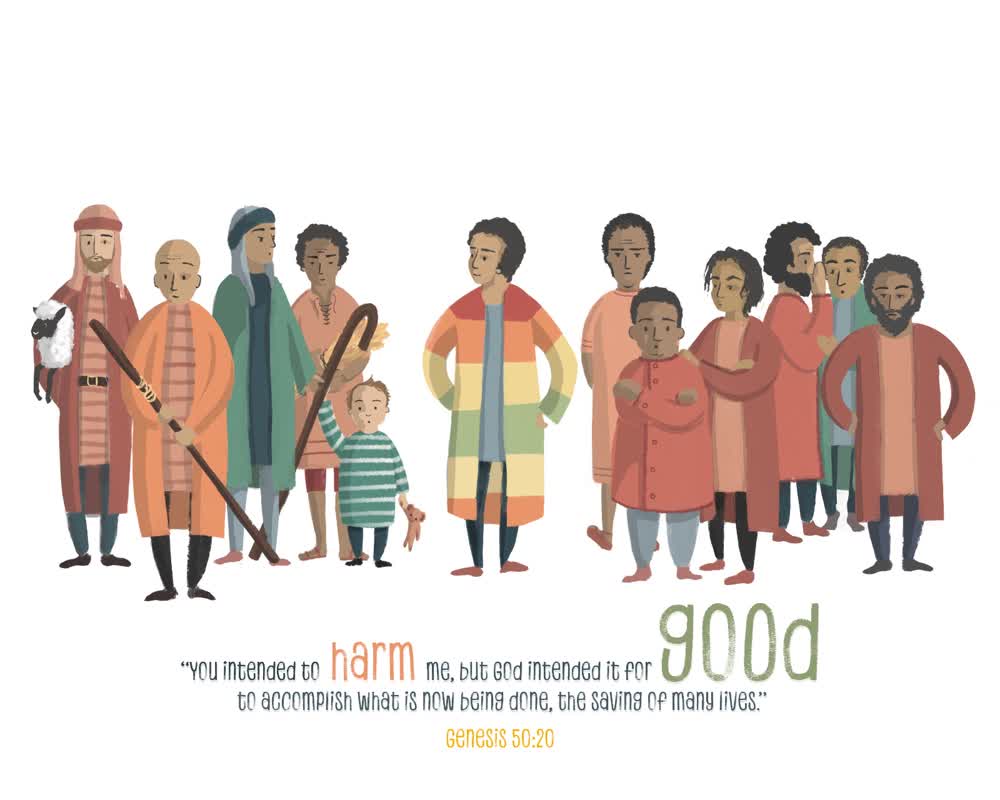 “You intended to harm me, but God intended it for good
to accomplish what is now being done, the saving of many lives.”
Genesis 50:20